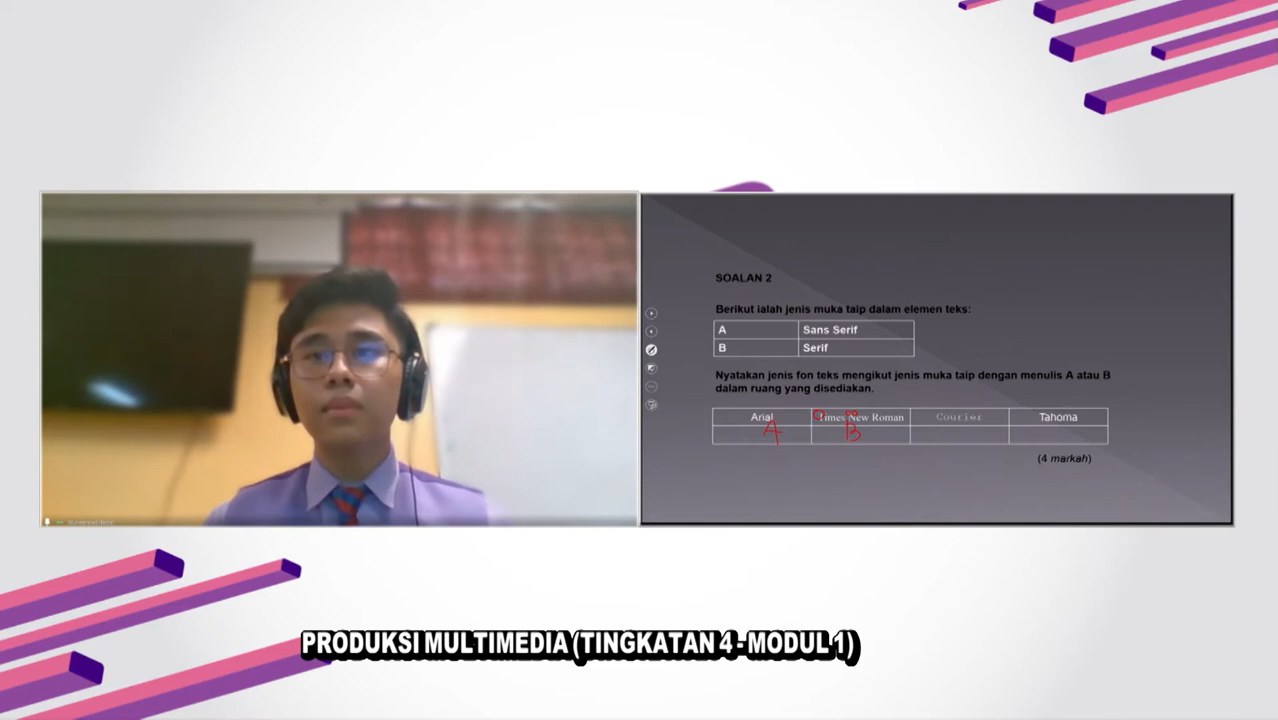 SOALAN 2
Berikut ialah jenis muka taip dalam elemen teks:
A Sans Serif
B Serif
Nyatakan jenis fon teks mengikut jenis muka taip dengan menulis A atau B
dalam ruang yang disediakan.
Arial Times New Roman Courier Tahoma
A B
(4 markah)
PRODUKSI MULTIMEDIA (TINGKATAN 4 - MODUL 1)